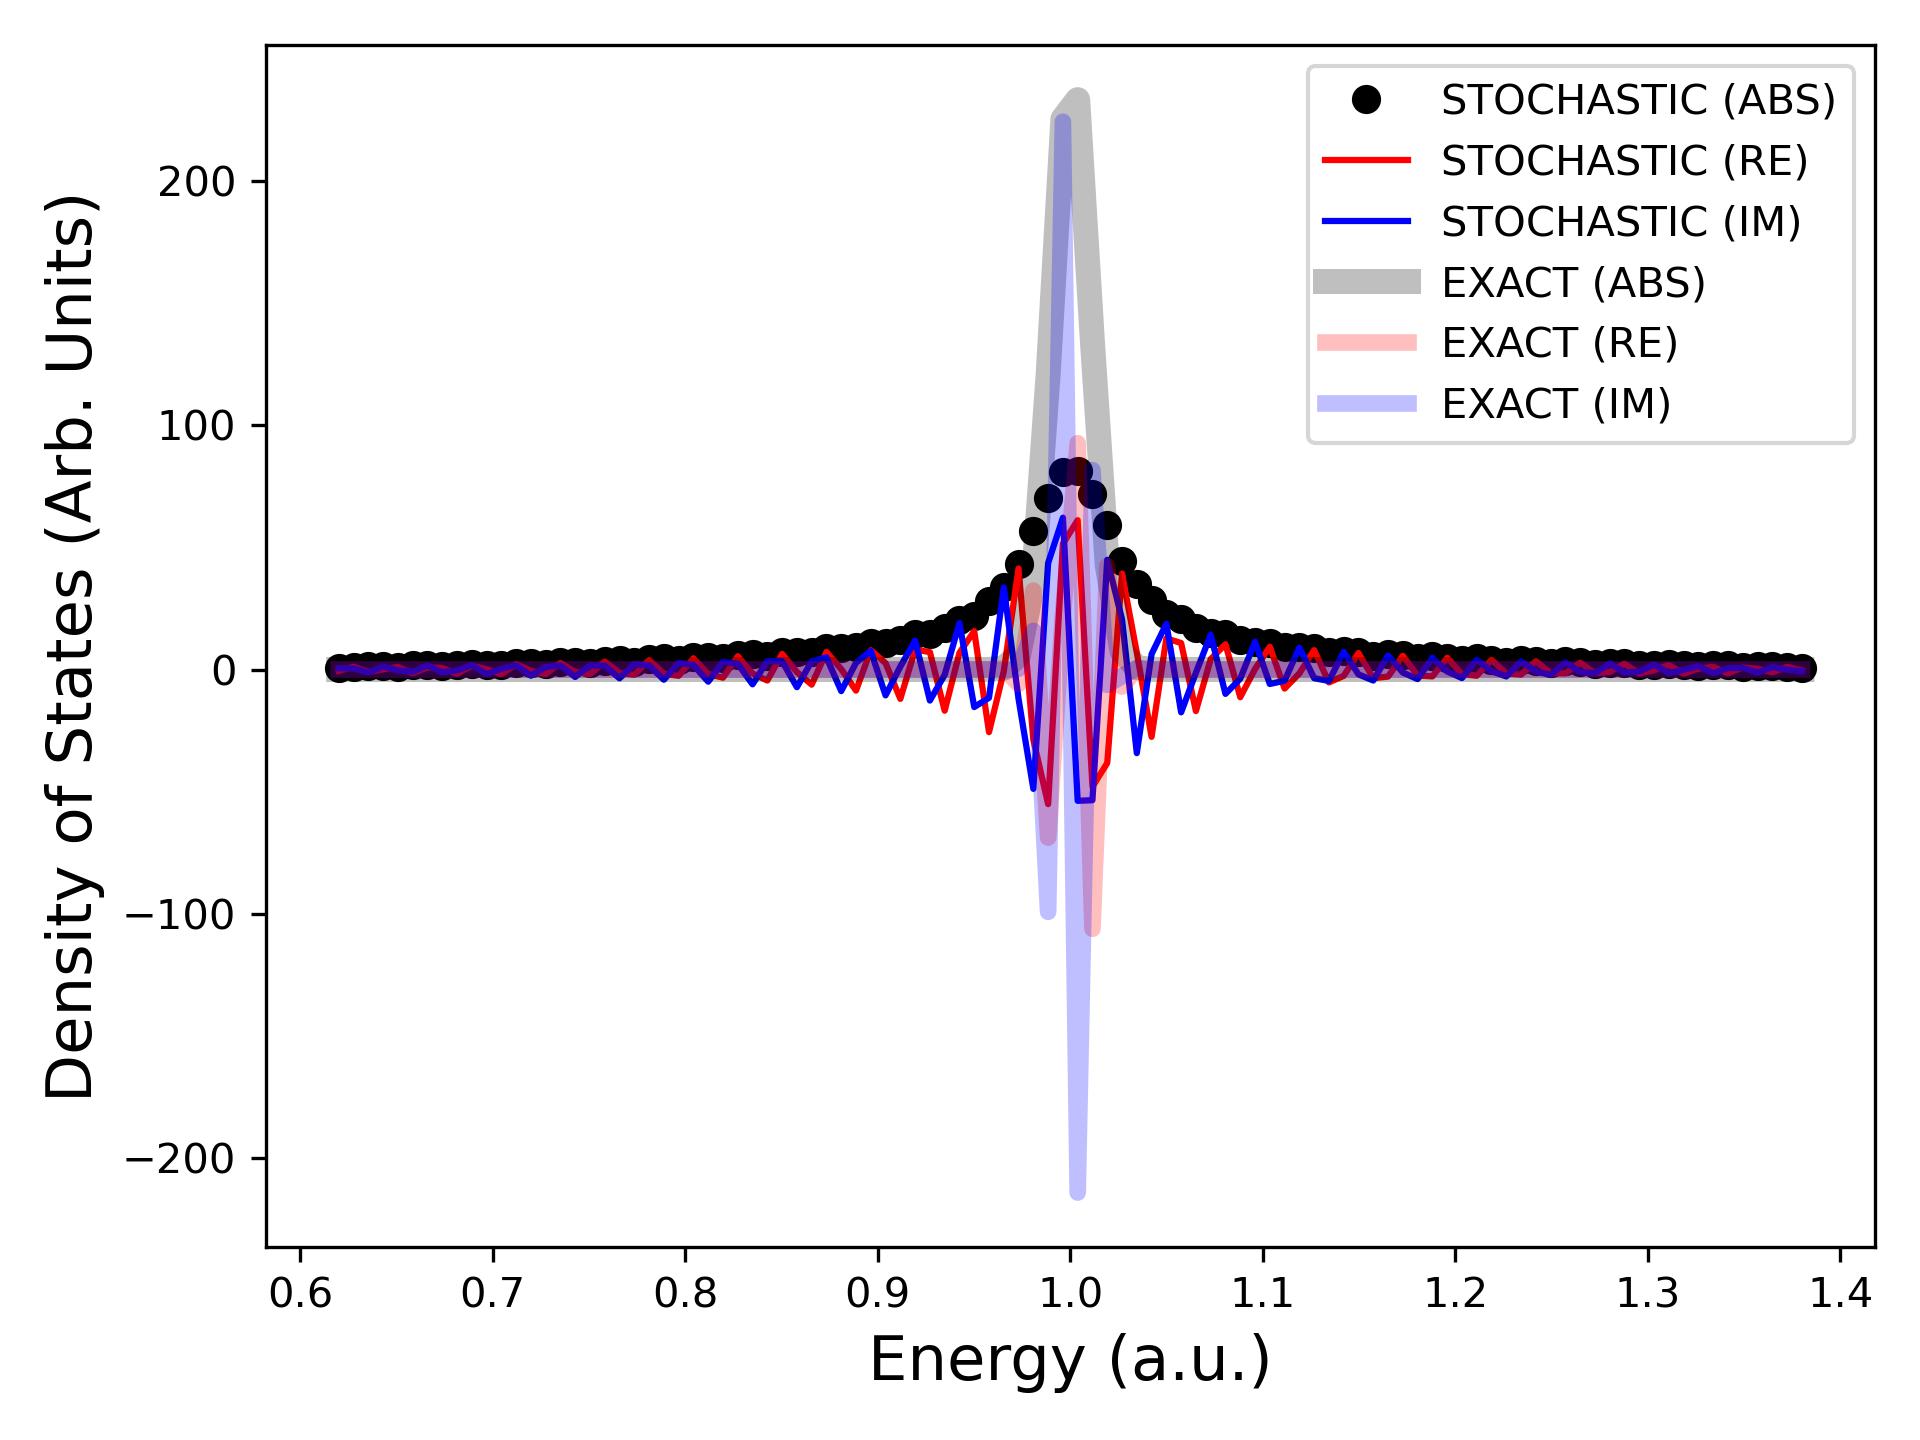 STOCHASTIC (ABS)
STOCHASTIC (RE)
STOCHASTIC (IM)
EXACT (ABS)
EXACT (RE)
EXACT (IM)
Density of States (Arb. Units)
200
100
0
−100
−200
0.6 0.7 0.8 0.9 1.0 1.1 1.2 1.3 1.4
Energy (a.u.)